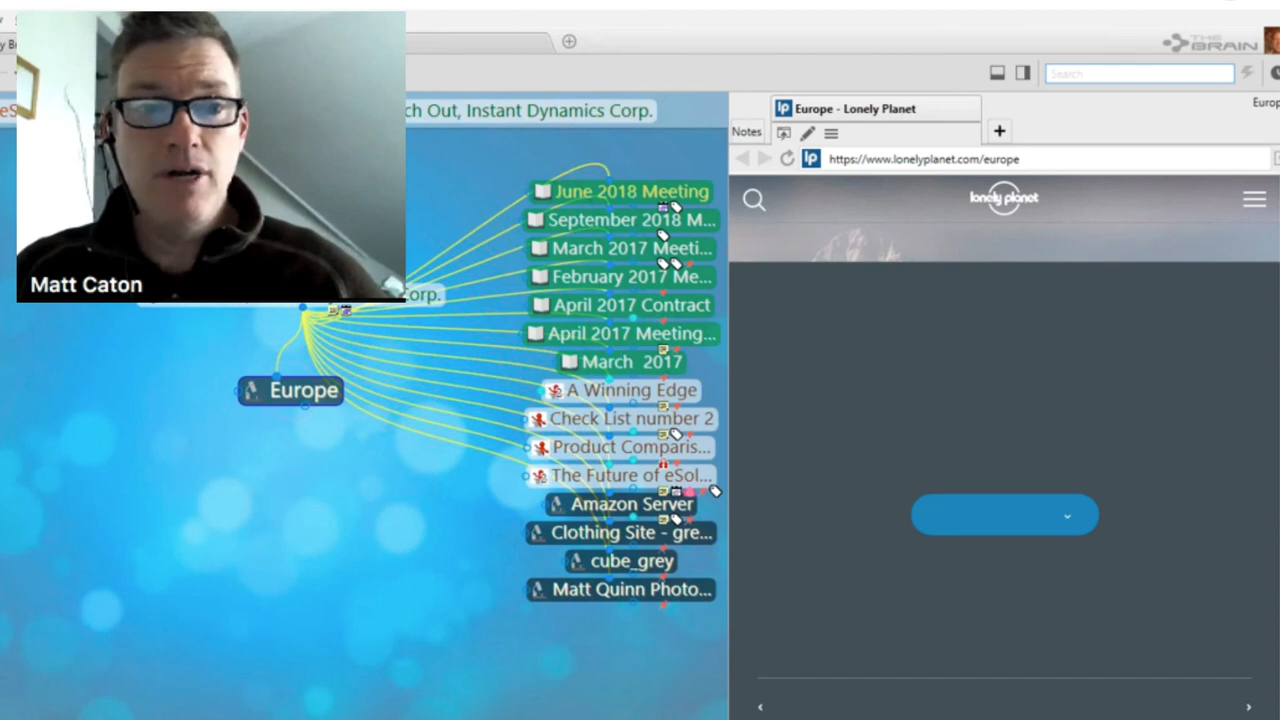 THE
BRAIN
Search
ch Out, Instant Dynamics Corp.
Europe - Lonely Planet
Europ
Notes
https://www.lonelyplanet.com/europe
lp
lonely planet
June 2018 Meeting
September 2018 M...
March 2017 Meeti...
February 2017 Me...
April 2017 Contract
April 2017 Meeting...
March 2017
A Winning Edge
Check List number 2
Product Comparis...
The Future of eSol...
Amazon Server
Clothing Site - gre...
cube_grey
Matt Quinn Photo...
Matt Caton
Corp.
Europe